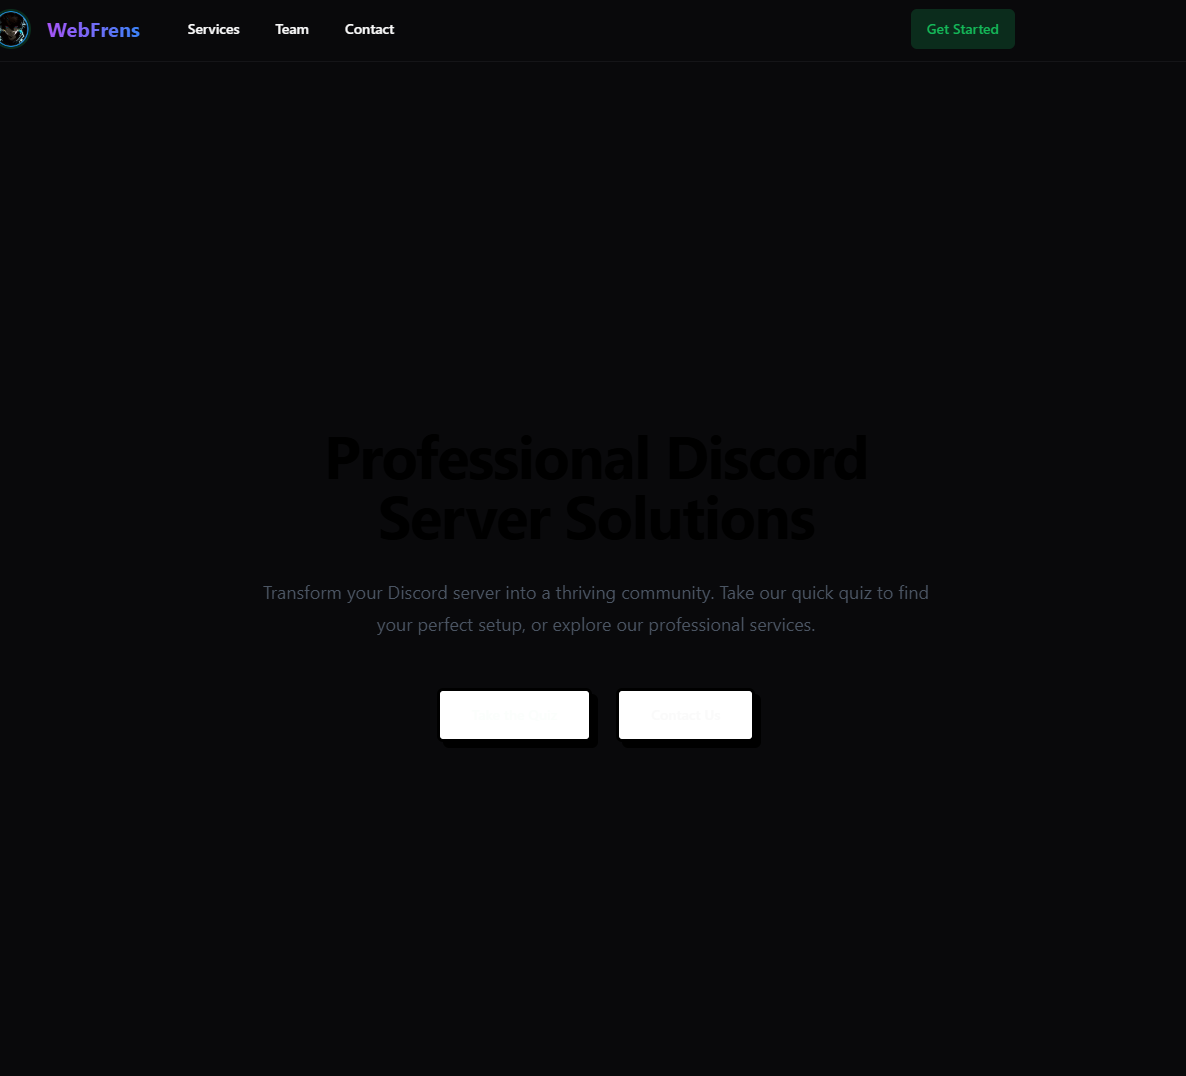 WebFrens
Services
Team
Contact
Get Started
Professional Discord
Server Solutions
Transform your Discord server into a thriving community. Take our quick quiz to find
your perfect setup, or explore our professional services.
Contact Us